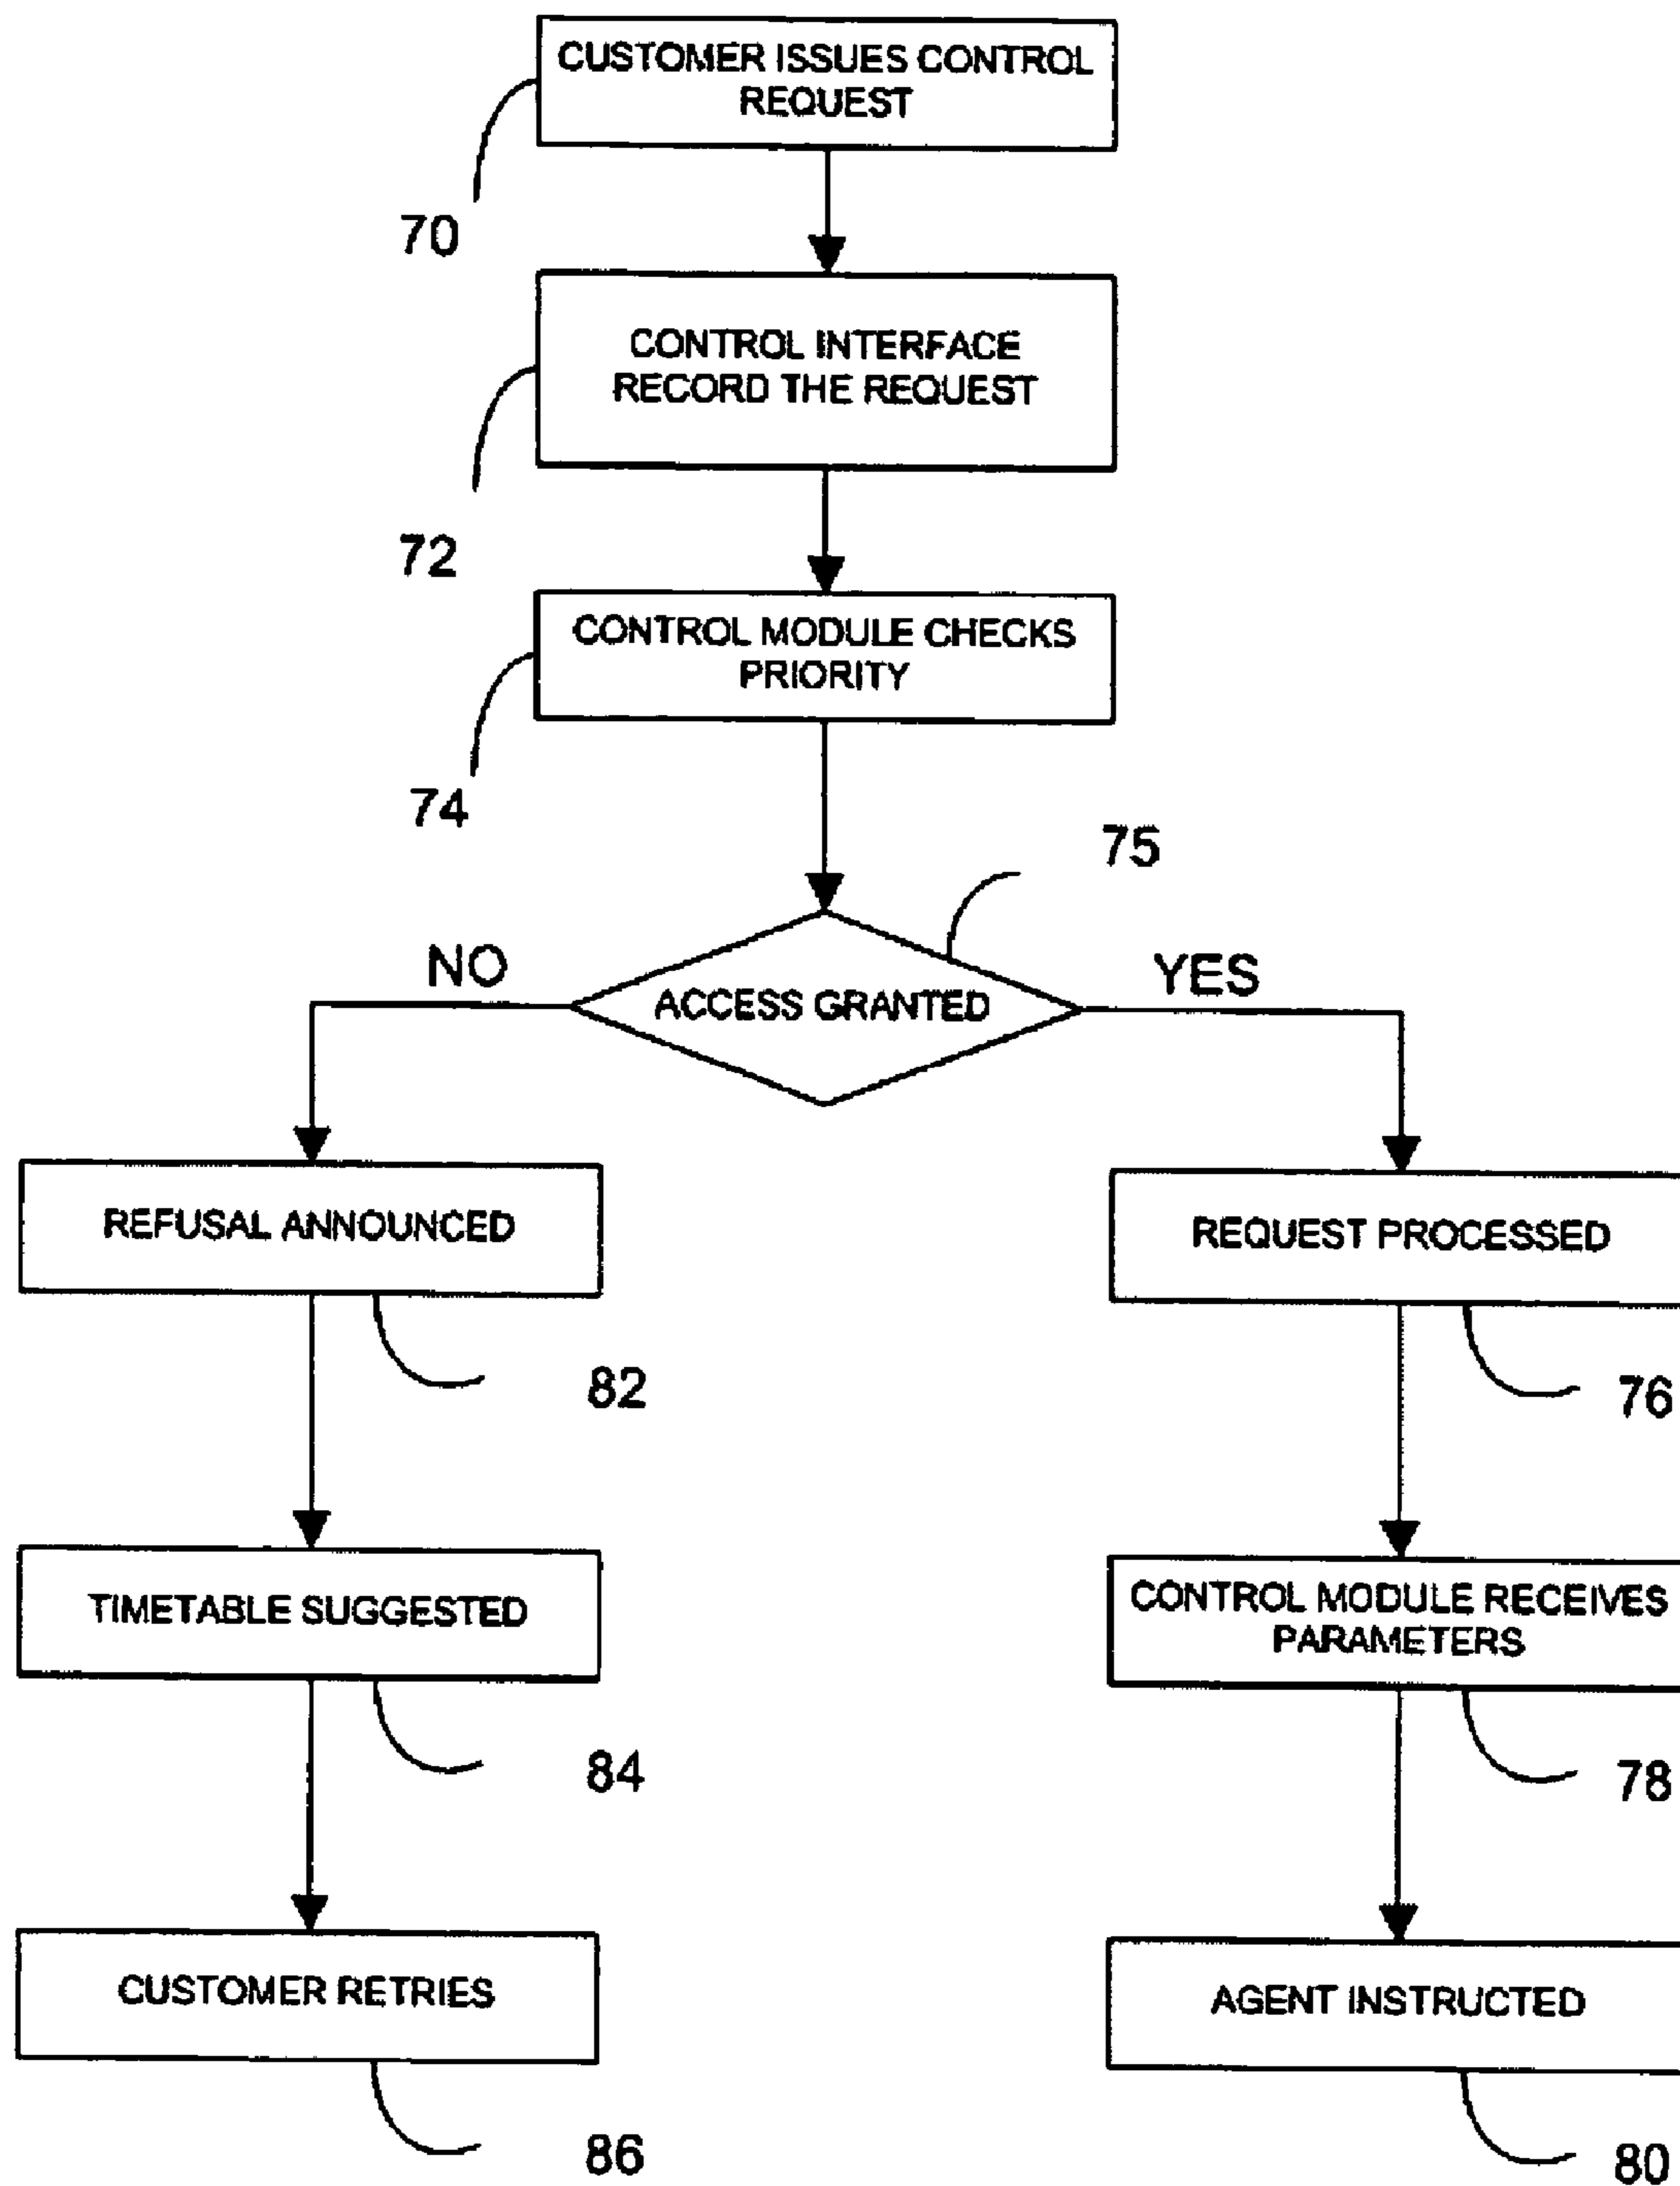 CUSTOMER ISSUES CONTROL
REQUEST
70
CONTROL INTERFACE
RECORD THE REQUEST
72
CONTROL MODULE CHECKS
PRIORITY
74
75
NO
ACCESS GRANTED
YES
REFUSAL ANNOUNCED
82
REQUEST PROCESSED
76
TIMETABLE SUGGESTED
84
CONTROL MODULE RECEIVES
PARAMETERS
78
CUSTOMER RETRIES
86
AGENT INSTRUCTED
80